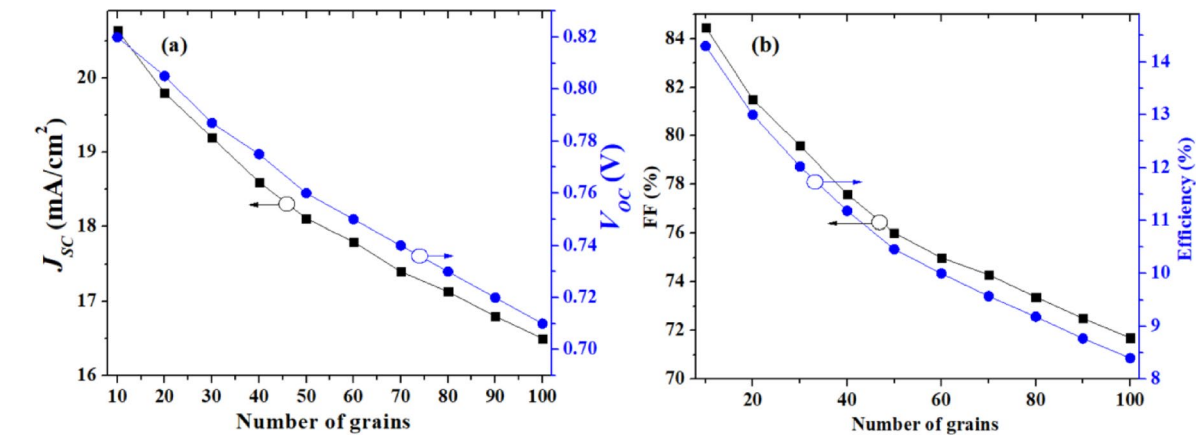 (a)
20
19
18
17
16
J_SC (mA/cm²)
0.82
0.80
0.78
0.76
0.74
0.72
0.70
V_OC (V)
10 20 30 40 50 60 70 80 90 100
Number of grains
(b)
84
82
80
78
76
74
72
70
FF (%)
14
13
12
11
10
9
8
Efficiency (%)
20 40 60 80 100
Number of grains